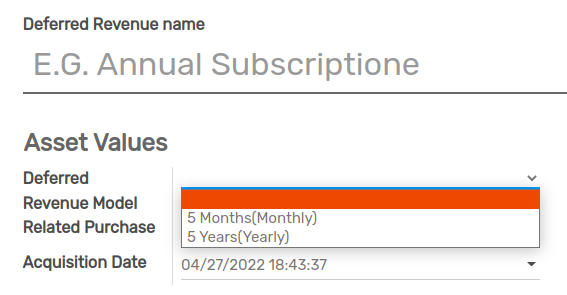 Deferred Revenue name
E.G. Annual Subscriptione
Asset Values
Deferred
Revenue Model
5 Months(Monthly)
5 Years(Yearly)
Related Purchase
Acquisition Date 04/27/2022 18:43:37